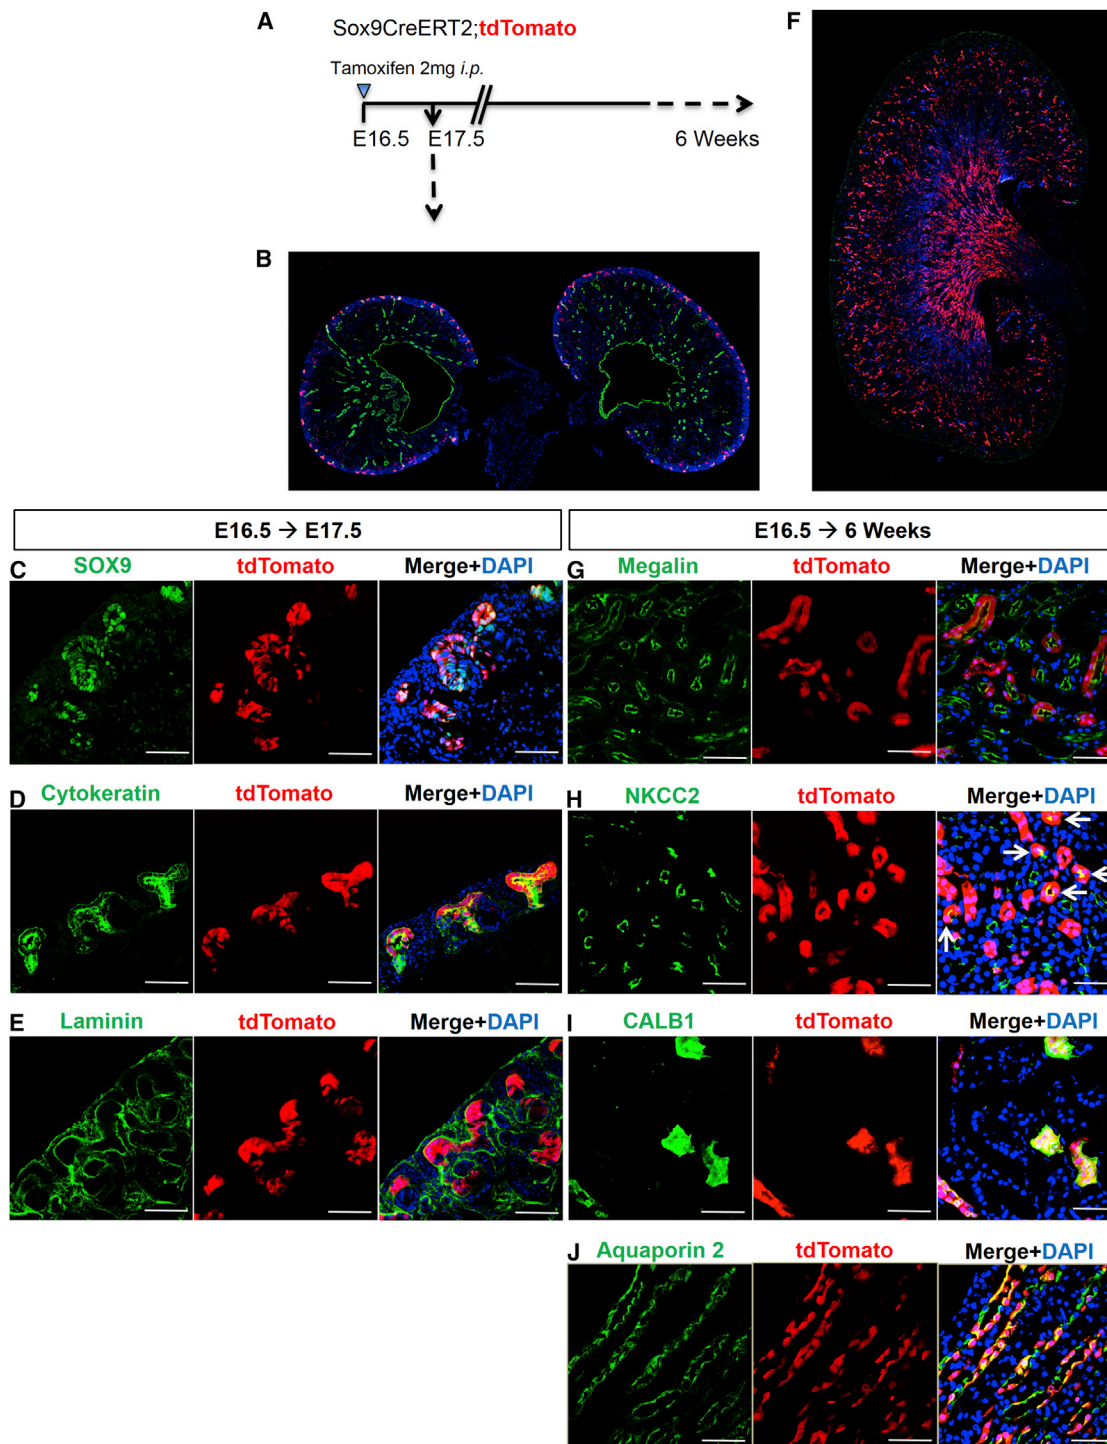 A
Sox9CreERT2;tdTomato
Tamoxifen 2mg i.p.
E16.5
E17.5
6 Weeks
B
F
E16.5 → E17.5
E16.5 → 6 Weeks
C
SOX9
tdTomato
Merge+DAPI
G
Megalin
tdTomato
Merge+DAPI
D
Cytokeratin
tdTomato
Merge+DAPI
H
NKCC2
tdTomato
Merge+DAPI
E
Laminin
tdTomato
Merge+DAPI
I
CALB1
tdTomato
Merge+DAPI
J
Aquaporin 2
tdTomato
Merge+DAPI